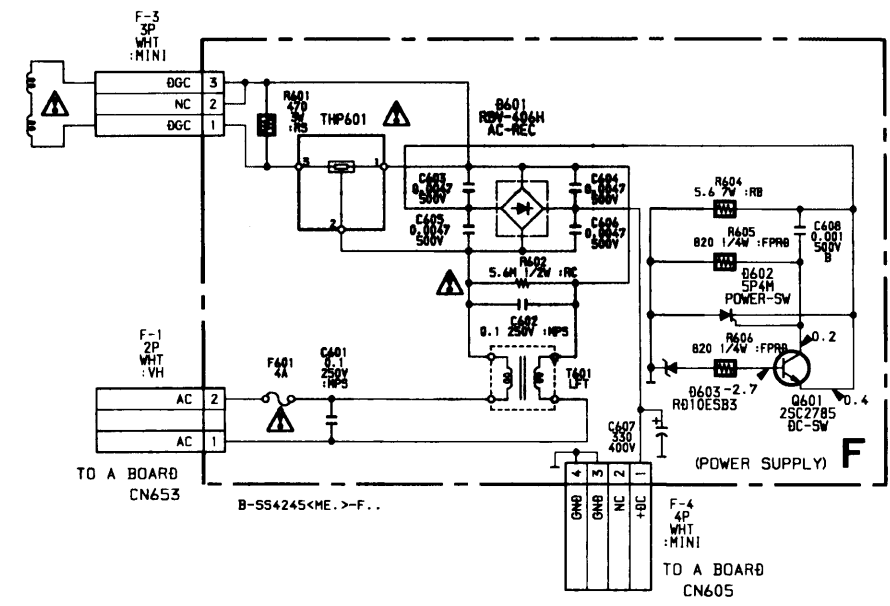 F-3
3P
WHT
:MINI
DGC 3
NC 2
DGC 1
R601
470
3W
:RS
THP601
3
1
2
D601
RBV-406H
AC-REC
C603
0.0047
500V
C604
0.0047
500V
C605
0.0047
500V
C606
0.0047
500V
R602
5.6M 1/2W :RC
C602
0.1 250V :MPS
R604
5.6 7W :RB
R605
820 1/4W :FPRD
C608
0.001
500V
B
D602
5P4M
POWER-SW
R606
820 1/4W :FPRD
0.2
D603
RD10ESB3
-2.7
Q601
2SC2785
DC-SW
0.4
F-1
2P
WHT
:VH
AC 2
AC 1
F601
4A
C601
0.1
250V
:MPS
T601
LFT
C607
330
400V
+
TO A BOARD
CN653
B-SS4245<ME.>-F..
4 3 2 1
GND GND NC +DC
(POWER SUPPLY) F
F-4
4P
WHT
:MINI
TO A BOARD
CN605